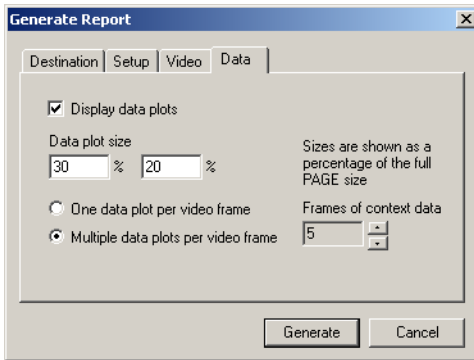 Generate Report
Destination Setup Video Data
Display data plots
Data plot size
30 % 20 %
Sizes are shown as a
percentage of the full
PAGE size
One data plot per video frame
Multiple data plots per video frame
Frames of context data
5
Generate Cancel